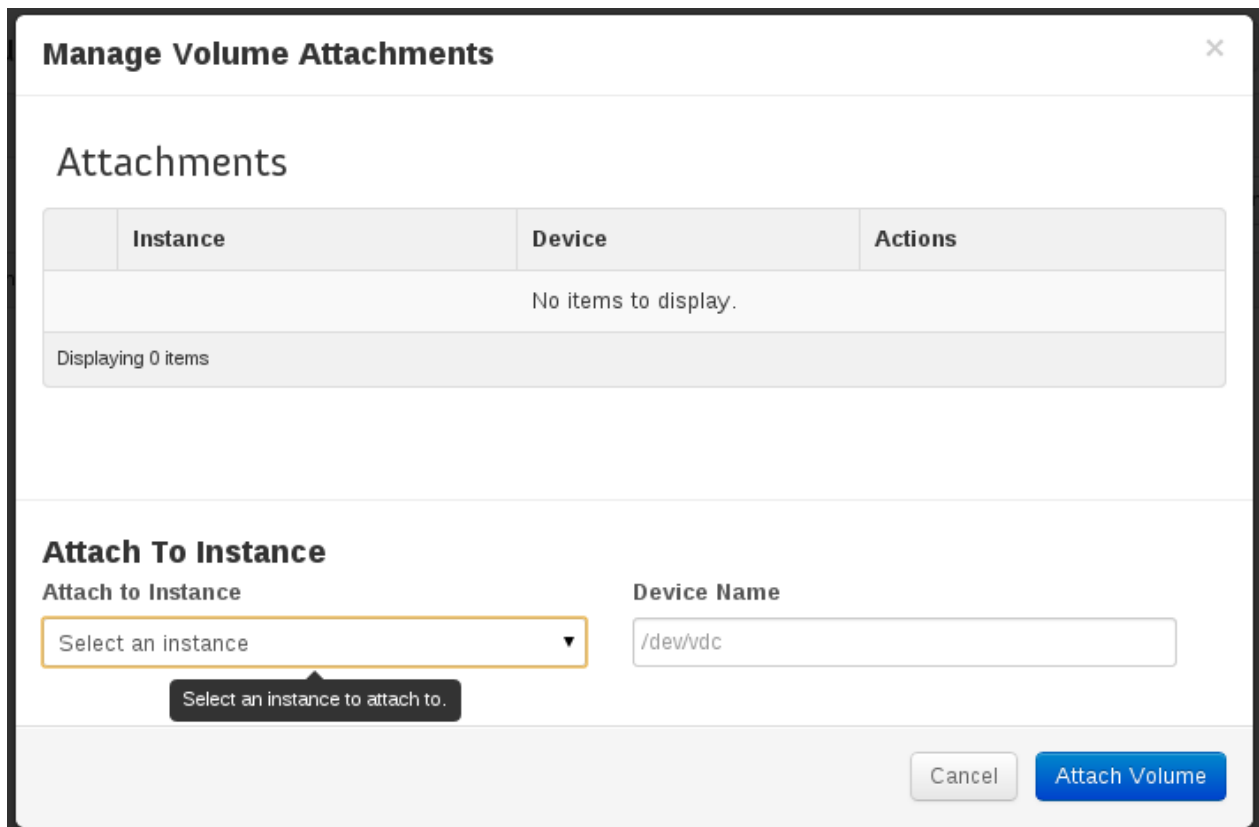 Manage Volume Attachments ×
Attachments
Instance Device Actions
No items to display.
Displaying 0 items
Attach To Instance
Attach to Instance Device Name
Select an instance /dev/vdc
Select an instance to attach to.
Cancel Attach Volume